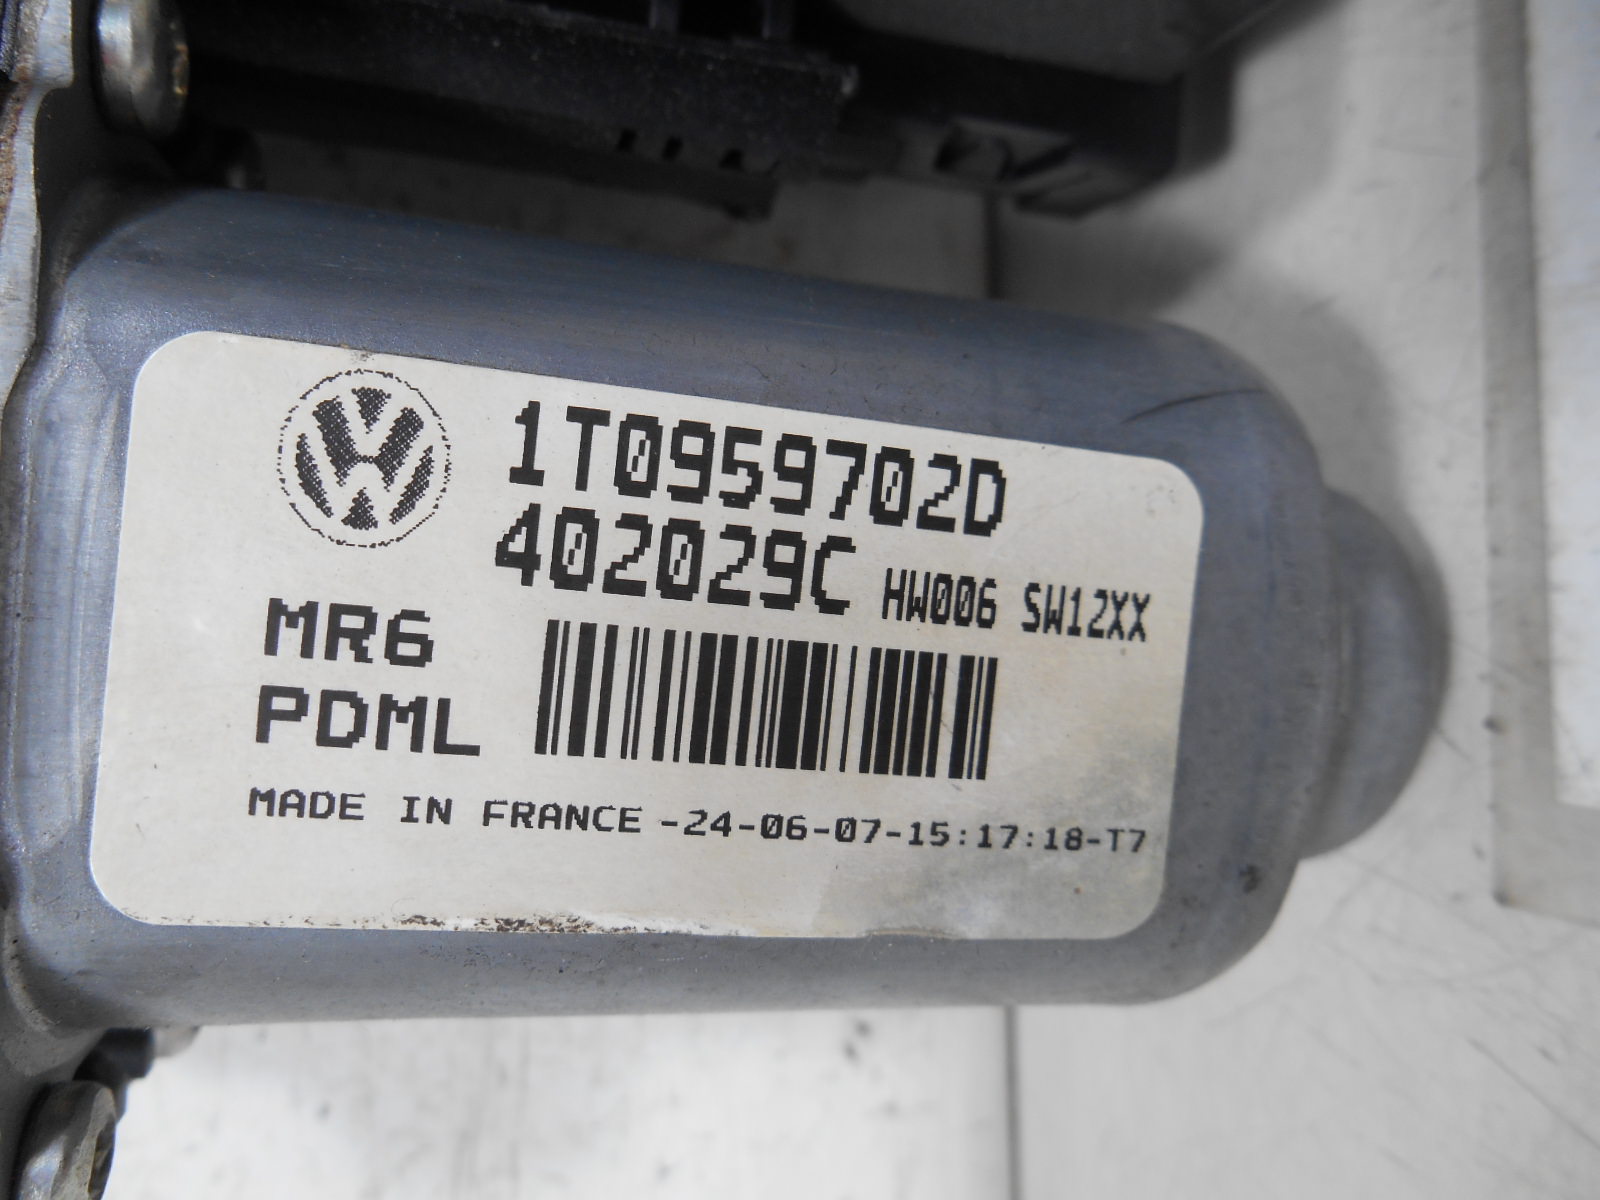 1T0959702D
402029C HW006 SW12XX
MR6
PDML
MADE IN FRANCE -24-06-07-15:17:18-T7